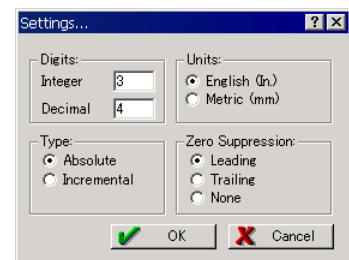 Settings...
Digits:
Integer 3
Decimal 4
Units:
English (In.)
Metric (mm)
Type:
Absolute
Incremental
Zero Suppression:
Leading
Trailing
None
OK
Cancel